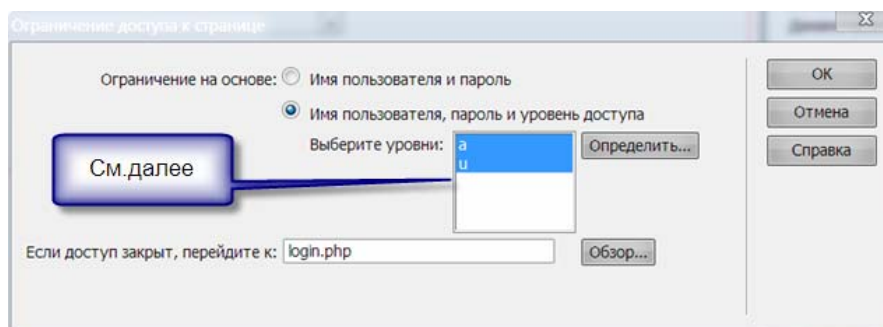 Ограничение доступа к странице
Ограничение на основе: Имя пользователя и пароль
Имя пользователя, пароль и уровень доступа
Выберите уровни:
a
u
Определить...
См.далее
Если доступ закрыт, перейдите к: login.php
Обзор...
OK
Отмена
Справка